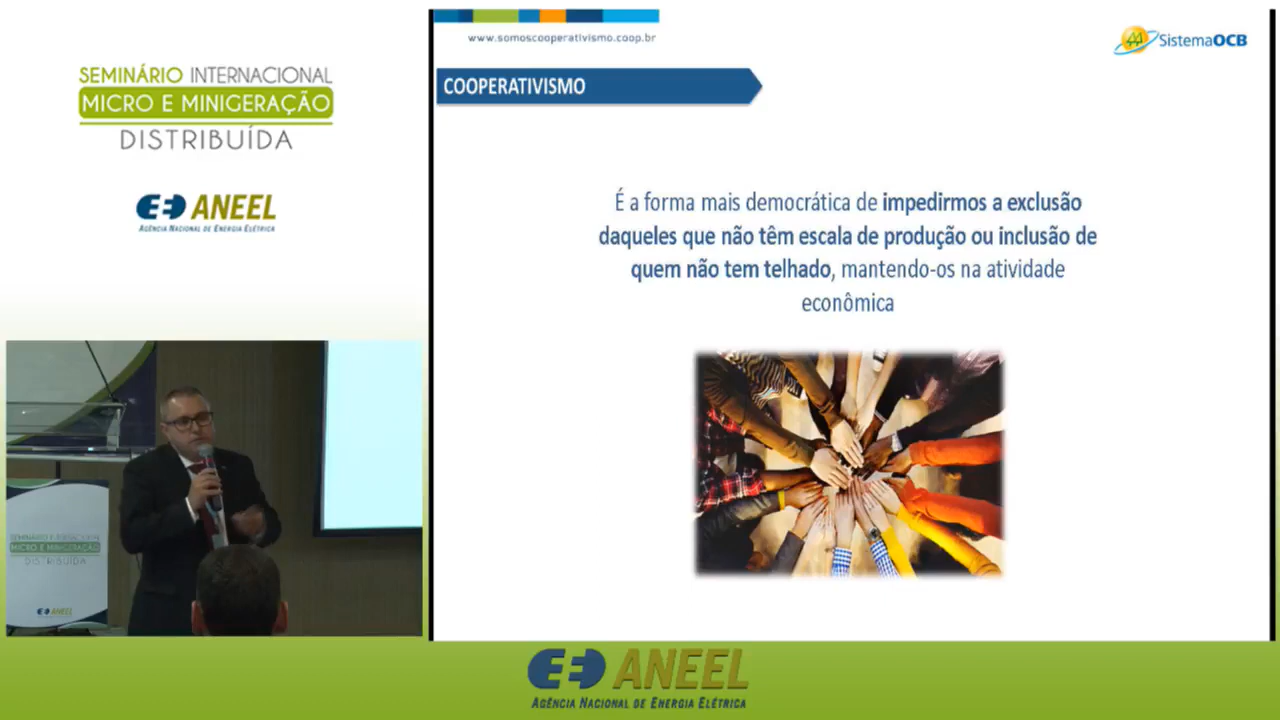 SEMINÁRIO INTERNACIONAL
MICRO E MINIGERAÇÃO
DISTRIBUÍDA
ANEEL
AGÊNCIA NACIONAL DE ENERGIA ELÉTRICA
www.somoscooperativismo.coop.br
SistemaOCB
COOPERATIVISMO
É a forma mais democrática de impedirmos a exclusão
daqueles que não têm escala de produção ou inclusão de
quem não tem telhado, mantendo-os na atividade
econômica
SEMINÁRIO INTERNACIONAL
MICRO E MINIGERAÇÃO
DISTRIBUÍDA
ANEEL
ANEEL
AGÊNCIA NACIONAL DE ENERGIA ELÉTRICA